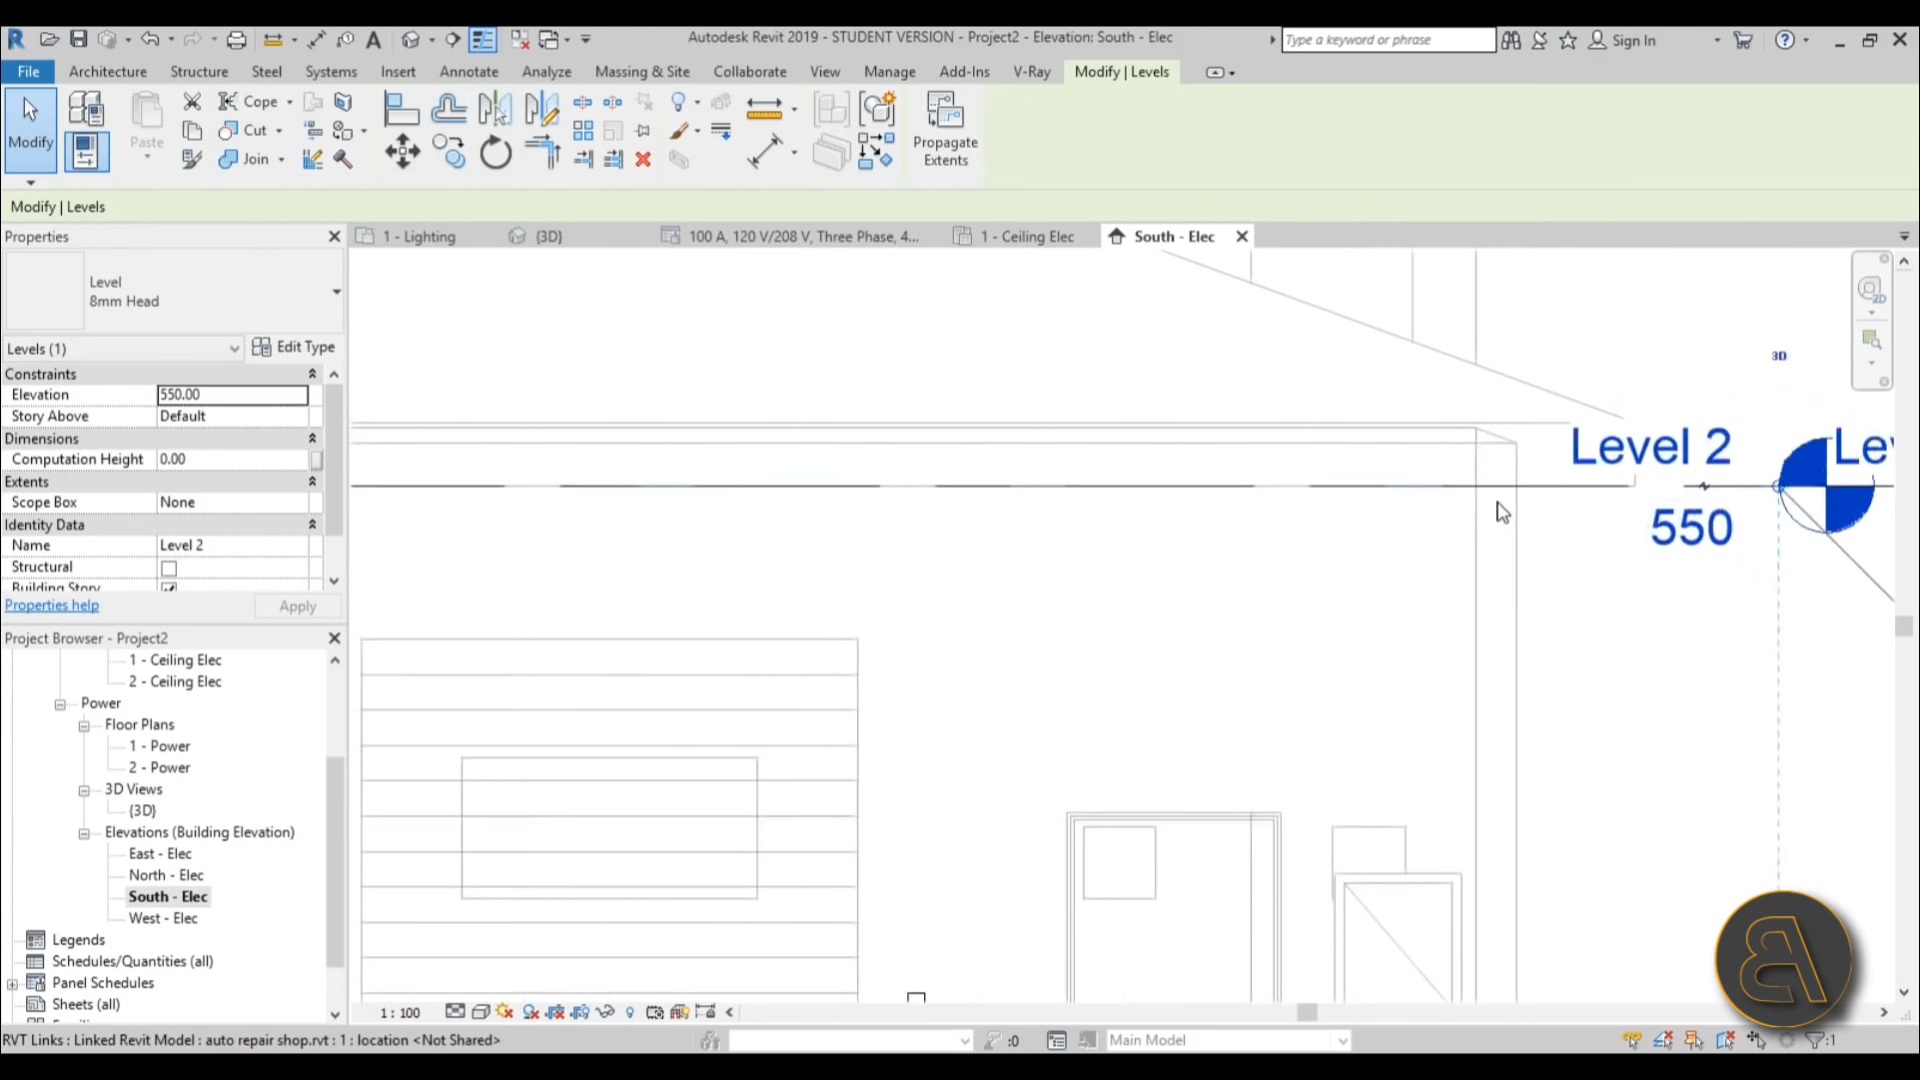 Autodesk Revit 2019 - STUDENT VERSION - Project2 - Elevation: South - Elec
Type a keyword or phrase
Sign In
File Architecture Structure Steel Systems Insert Annotate Analyze Massing & Site Collaborate View Manage Add-Ins V-Ray Modify | Levels
Modify
Paste
Cope
Cut
Join
Propagate
Extents
Modify | Levels
Properties
1 - Lighting
{3D}
100 A, 120 V/208 V, Three Phase, 4...
1 - Ceiling Elec
South - Elec
Level
8mm Head
Levels (1)
Edit Type
Constraints
Elevation 550.00
Story Above Default
Dimensions
Computation Height 0.00
Extents
Scope Box None
Identity Data
Name Level 2
Structural
Building Story
Properties help
Apply
3D
2D
Level 2
550
Project Browser - Project2
1 - Ceiling Elec
2 - Ceiling Elec
Power
Floor Plans
1 - Power
2 - Power
3D Views
{3D}
Elevations (Building Elevation)
East - Elec
North - Elec
South - Elec
West - Elec
Legends
Schedules/Quantities (all)
Panel Schedules
Sheets (all)
1 : 100
RVT Links : Linked Revit Model : auto repair shop.rvt : 1 : location <Not Shared>
:0
Main Model
:1